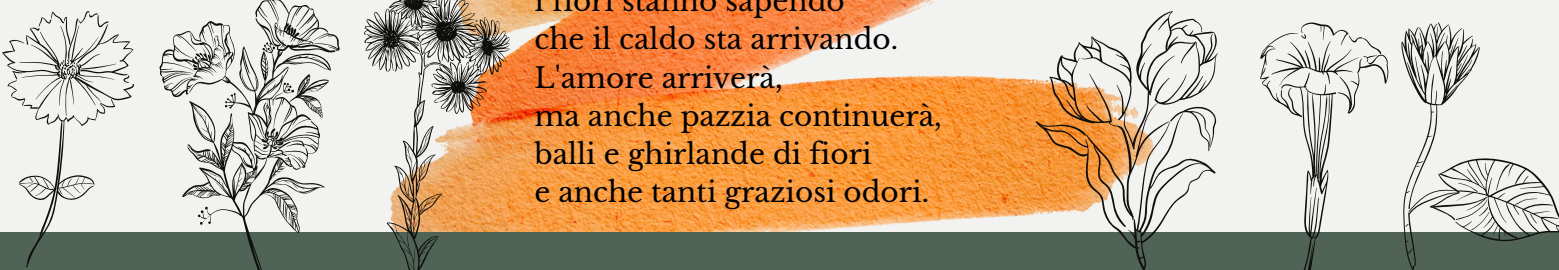 i fiori stanno sapendo
che il caldo sta arrivando.
L'amore arriverà,
ma anche pazzia continuerà,
balli e ghirlande di fiori
e anche tanti graziosi odori.